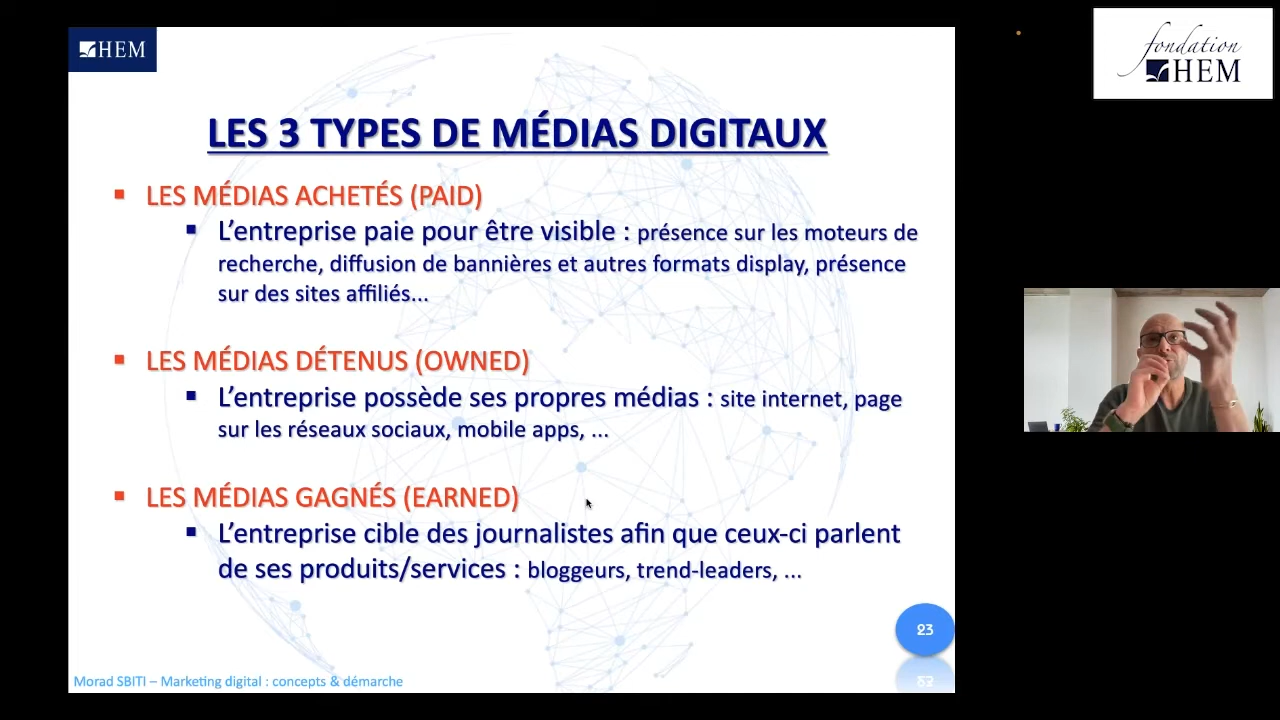 HEM
LES 3 TYPES DE MÉDIAS DIGITAUX
LES MÉDIAS ACHETÉS (PAID)
L’entreprise paie pour être visible : présence sur les moteurs de
recherche, diffusion de bannières et autres formats display, présence
sur des sites affiliés...
LES MÉDIAS DÉTENUS (OWNED)
L’entreprise possède ses propres médias : site internet, page
sur les réseaux sociaux, mobile apps, ...
LES MÉDIAS GAGNÉS (EARNED)
L’entreprise cible des journalistes afin que ceux-ci parlent
de ses produits/services : bloggeurs, trend-leaders, ...
23
Morad SBITI – Marketing digital : concepts & démarche
fondation
HEM